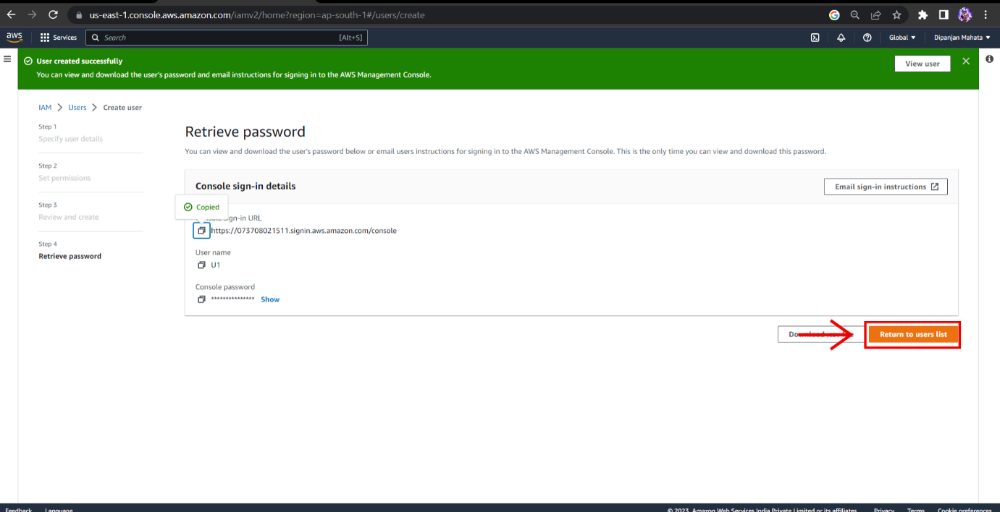 us-east-1.console.aws.amazon.com/iamv2/home?region=ap-south-1#/users/create
aws
Services
Search
[Alt+S]
Global
Dipanjan Mahata
User created successfully
You can view and download the user's password and email instructions for signing in to the AWS Management Console.
View user
IAM > Users > Create user
Step 1
Specify user details
Step 2
Set permissions
Step 3
Review and create
Step 4
Retrieve password
Retrieve password
You can view and download the user's password below or email users instructions for signing in to the AWS Management Console. This is the only time you can view and download this password.
Console sign-in details
Email sign-in instructions
Copied
sign-in URL
https://073708021511.signin.aws.amazon.com/console
User name
U1
Console password
************** Show
Return to users list
Feedback
Language
© 2023, Amazon Web Services India Private Limited or its affiliates.
Privacy
Terms
Cookie preferences